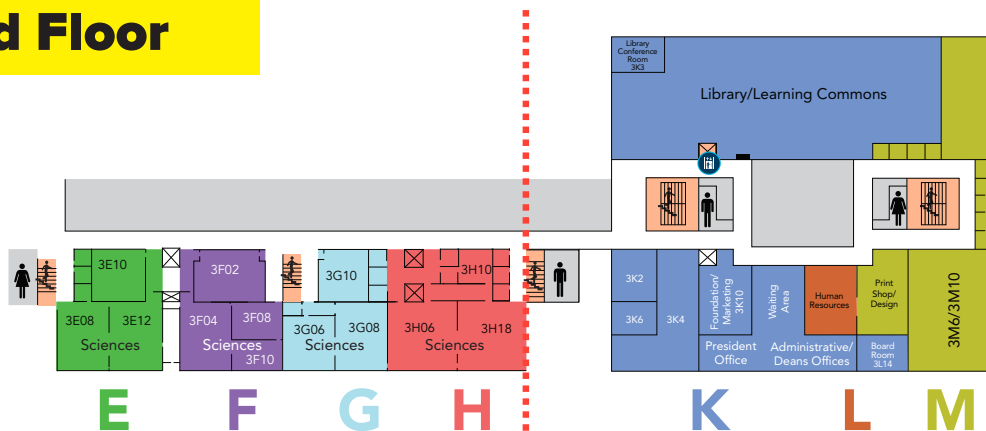 d Floor
Library
Conference
Room
3K3
Library/Learning Commons
3E10
3E08
3E12
Sciences
3F02
3F04
3F08
Sciences
3F10
3G10
3G06
3G08
Sciences
3H10
3H06
3H18
Sciences
3K2
3K6
3K4
Foundation/
Marketing
3K10
Waiting
Area
Human
Resources
Print
Shop/
Design
3M6/3M10
President
Office
Administrative/
Deans Offices
Board
Room
3L14
E
F
G
H
K
L
M